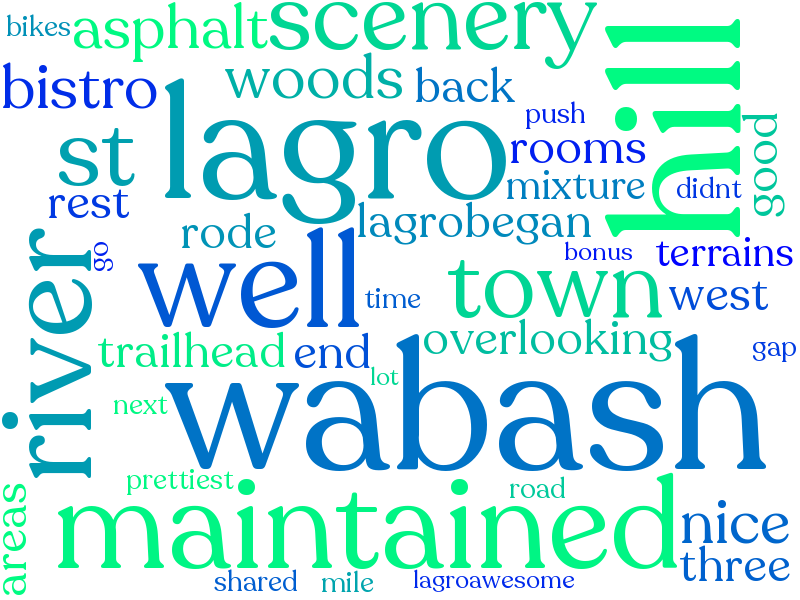 bikes
asphalt
scenery
hill
bistro
woods
back
lagro
push
good
st
rooms
mixture
didnt
rest
rode
lagrobegan
river
go
well
bonus
terrains
time
town
west
trailhead
end
overlooking
gap
lot
next
wabash
prettiest
road
areas
maintained
nice
three
shared
mile
lagroawesome